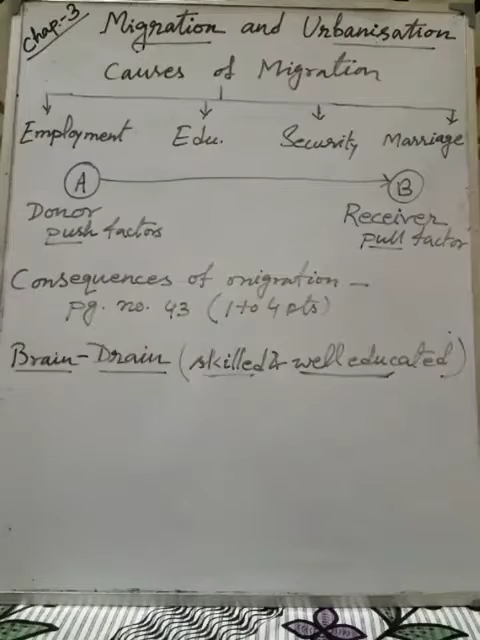 Chap.-3
Migration and Urbanisation
Causes of Migration
Employment Edu. Security Marriage
A B
Donor Receiver
push factors pull factor
Consequences of migration –
pg. no. 43 (1 to 4 pts)
Brain-Drain (skilled & well educated)